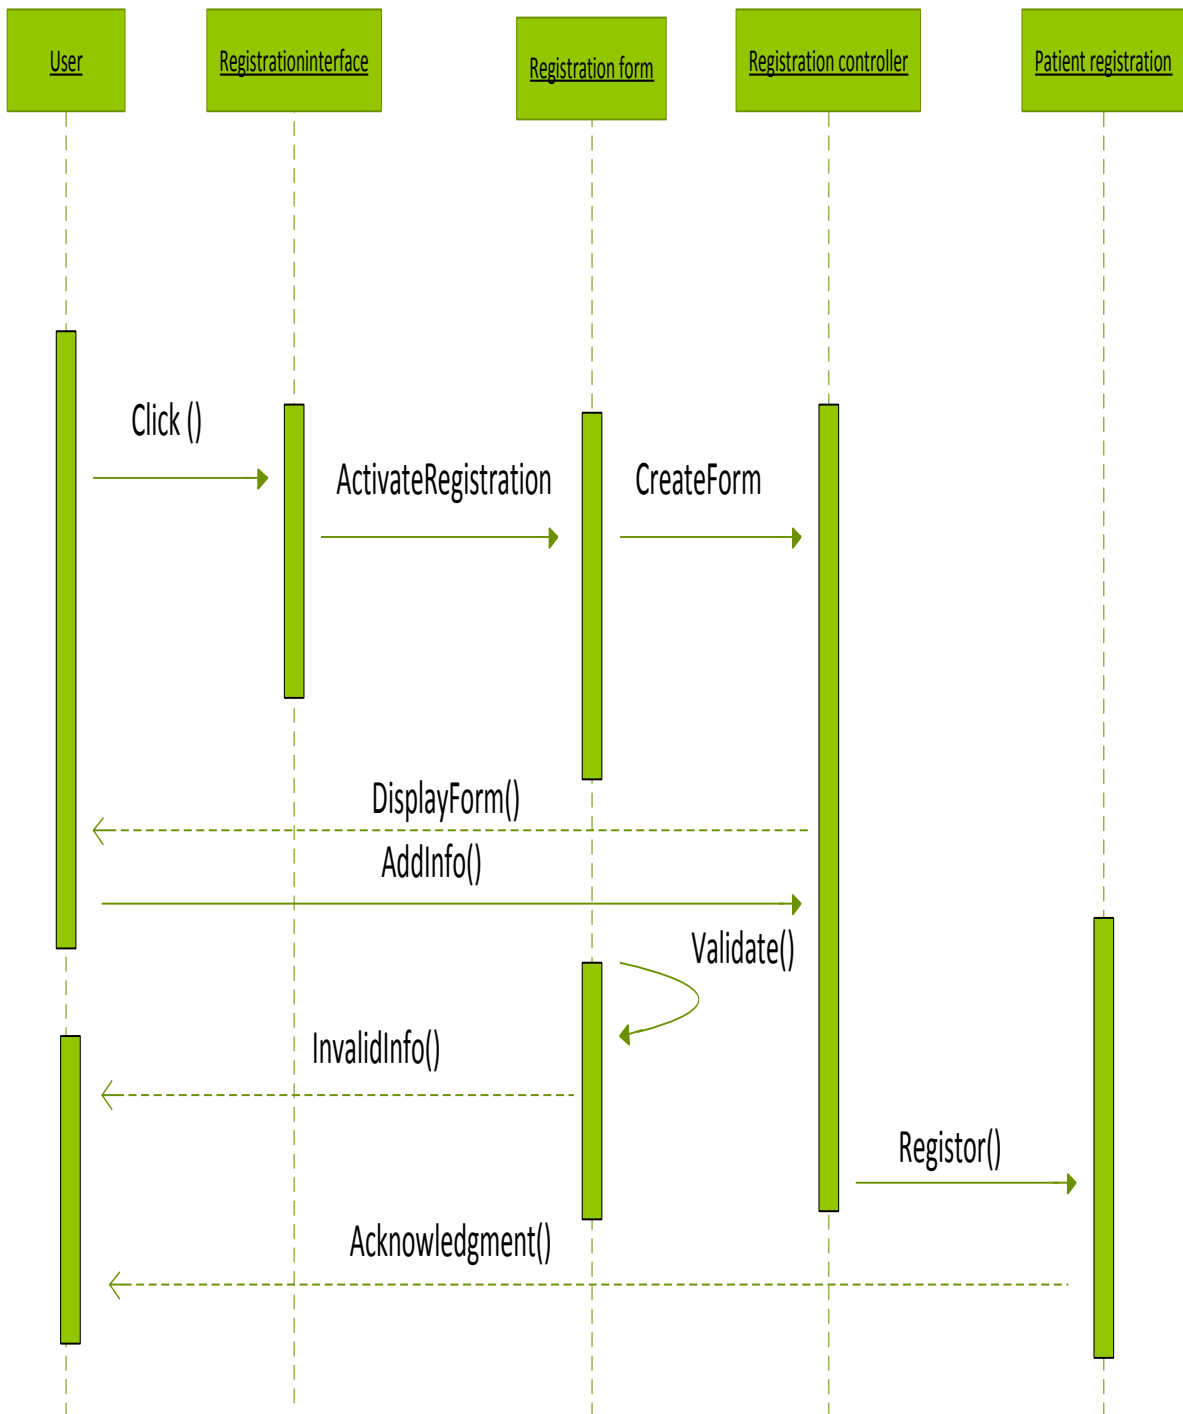 User
Registrationinterface
Registration form
Registration controller
Patient registration
Click ()
ActivateRegistration
CreateForm
DisplayForm()
AddInfo()
Validate()
InvalidInfo()
Registor()
Acknowledgment()